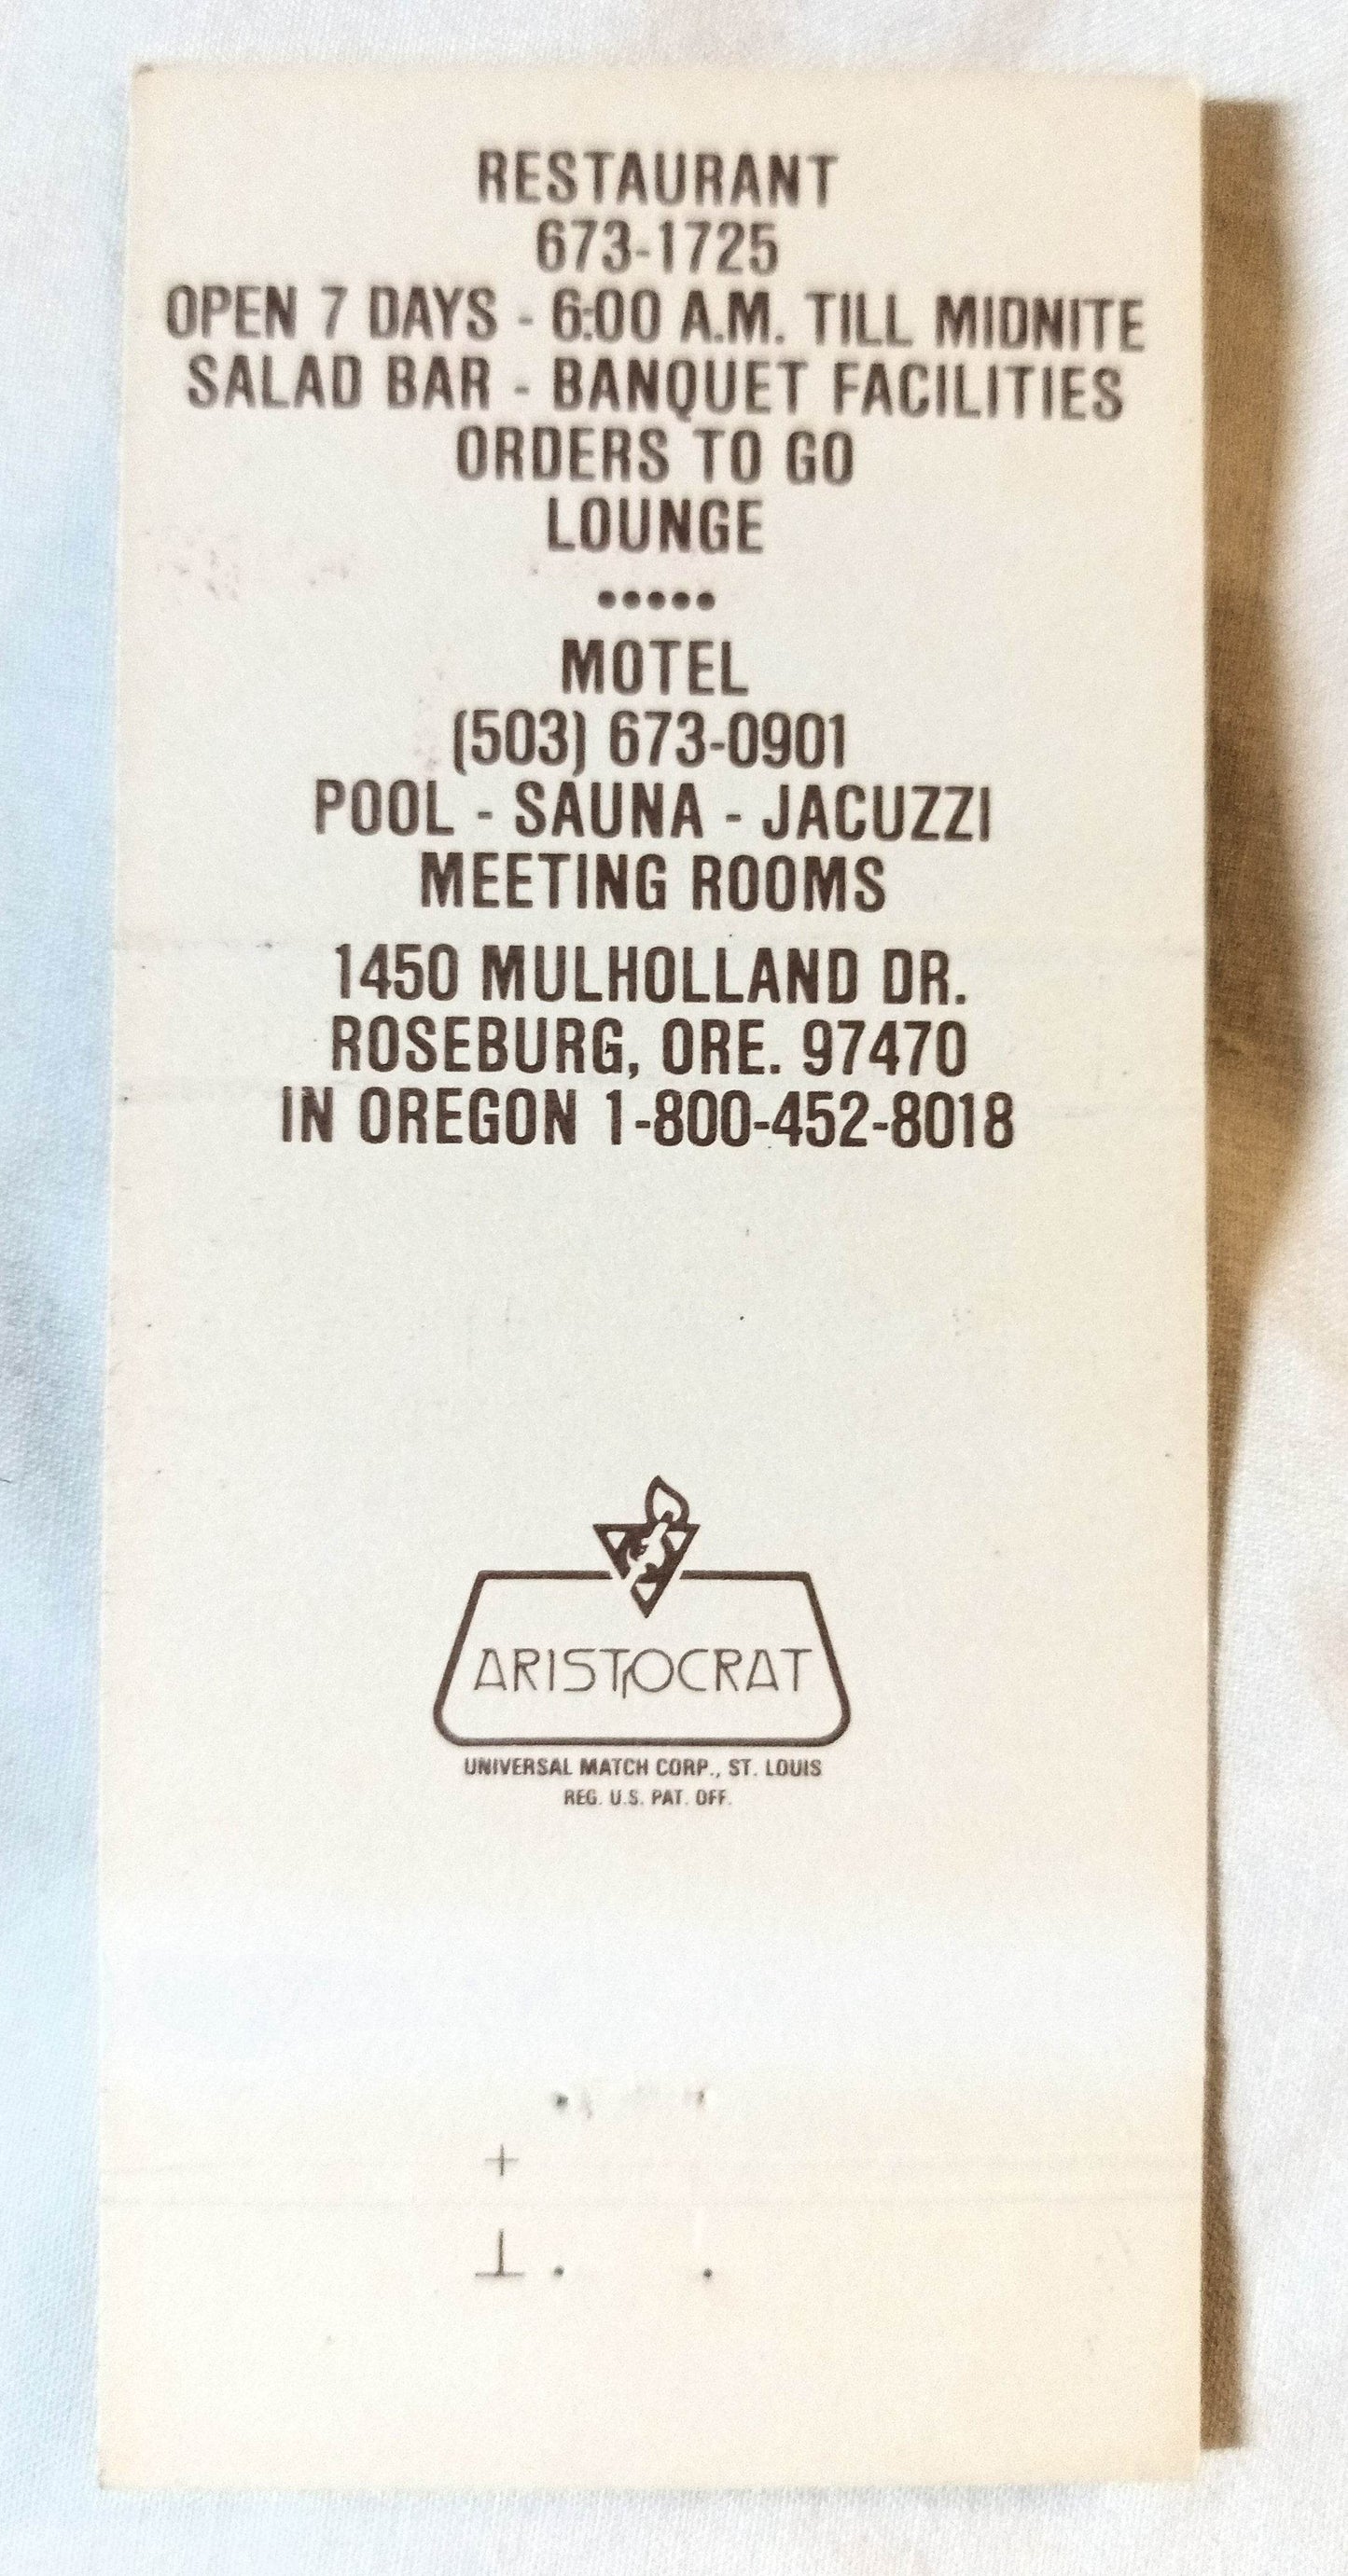 RESTAURANT
673-1725
OPEN 7 DAYS - 6:00 A.M. TILL MIDNITE
SALAD BAR - BANQUET FACILITIES
ORDERS TO GO
LOUNGE
•••••
MOTEL
(503) 673-0901
POOL - SAUNA - JACUZZI
MEETING ROOMS
1450 MULHOLLAND DR.
ROSEBURG, ORE. 97470
IN OREGON 1-800-452-8018
ARISTOCRAT
UNIVERSAL MATCH CORP., ST. LOUIS
REG. U.S. PAT. OFF.